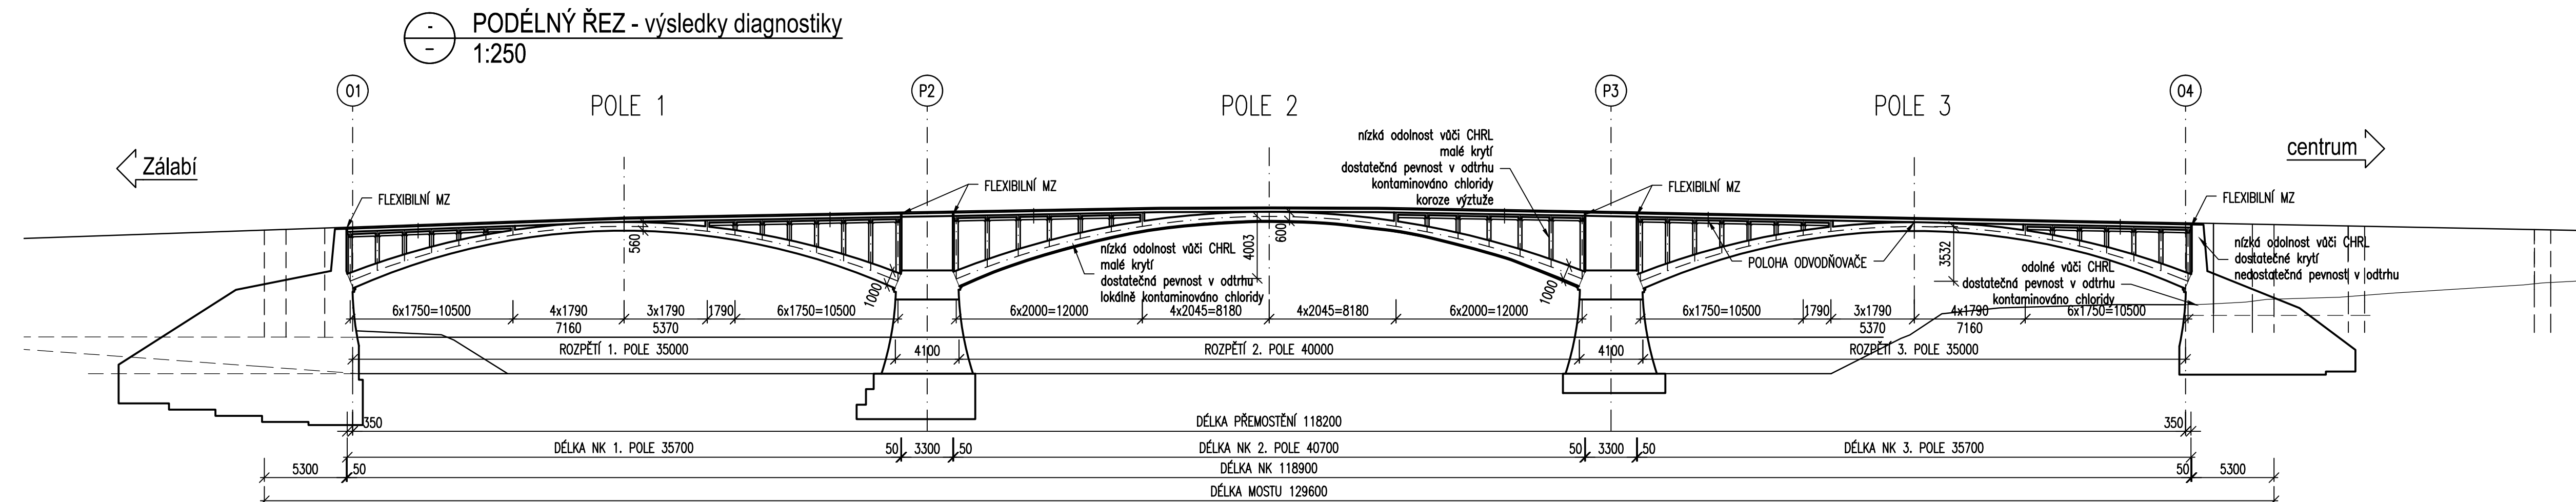 -
PODÉLNÝ ŘEZ - výsledky diagnostiky
–
1:250
O1
POLE 1
P2
POLE 2
P3
POLE 3
O4
Zálabí
centrum
nízká odolnost vůči CHRL
malé krytí
dostatečná pevnost v odtrhu
kontaminováno chloridy
koroze výztuže
FLEXIBILNÍ MZ
FLEXIBILNÍ MZ
FLEXIBILNÍ MZ
FLEXIBILNÍ MZ
560
1000
nízká odolnost vůči CHRL
malé krytí
dostatečná pevnost v odtrhu
lokálně kontaminováno chloridy
4003
600
1000
POLOHA ODVODŇOVAČE
3532
odolné vůči CHRL
dostatečná pevnost v odtrhu
kontaminováno chloridy
nízká odolnost vůči CHRL
dostatečné krytí
nedostatečná pevnost v odtrhu
6x1750=10500 4x1790 3x1790 1790 6x1750=10500 6x2000=12000 4x2045=8180 4x2045=8180 6x2000=12000 6x1750=10500 1790 3x1790 4x1790 6x1750=10500
7160 5370 5370 7160
ROZPĚTÍ 1. POLE 35000 4100 ROZPĚTÍ 2. POLE 40000 4100 ROZPĚTÍ 3. POLE 35000
350 DÉLKA PŘEMOSTĚNÍ 118200 350
DÉLKA NK 1. POLE 35700 50 3300 50 DÉLKA NK 2. POLE 40700 50 3300 50 DÉLKA NK 3. POLE 35700
5300 50 DÉLKA NK 118900 50 5300
DÉLKA MOSTU 129600